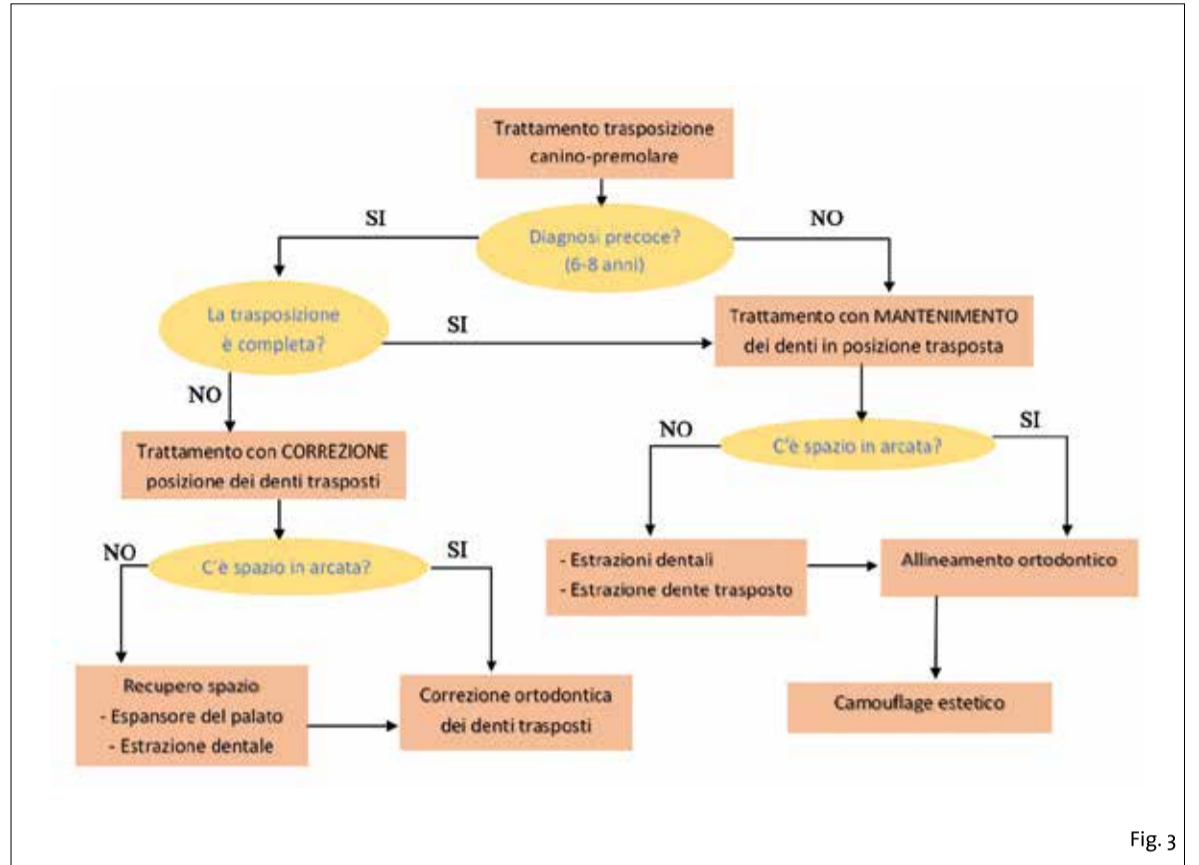 Trattamento trasposizione
canino-premolare
SI
NO
Diagnosi precoce?
(6-8 anni)
La trasposizione
è completa?
SI
Trattamento con MANTENIMENTO
dei denti in posizione trasposta
NO
NO
SI
C'è spazio in arcata?
Trattamento con CORREZIONE
posizione dei denti trasposti
NO
SI
C'è spazio in arcata?
- Estrazioni dentali
- Estrazione dente trasposto
Allineamento ortodontico
Recupero spazio
- Espansore del palato
- Estrazione dentale
Correzione ortodontica
dei denti trasposti
Camouflage estetico
Fig. 3